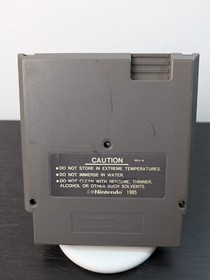 CAUTION
• DO NOT STORE IN EXTREME TEMPERATURES.
• DO NOT IMMERSE IN WATER.
• DO NOT CLEAN WITH BENZENE, THINNER,
ALCOHOL OR OTHER SUCH SOLVENTS.
©®Nintendo 1985